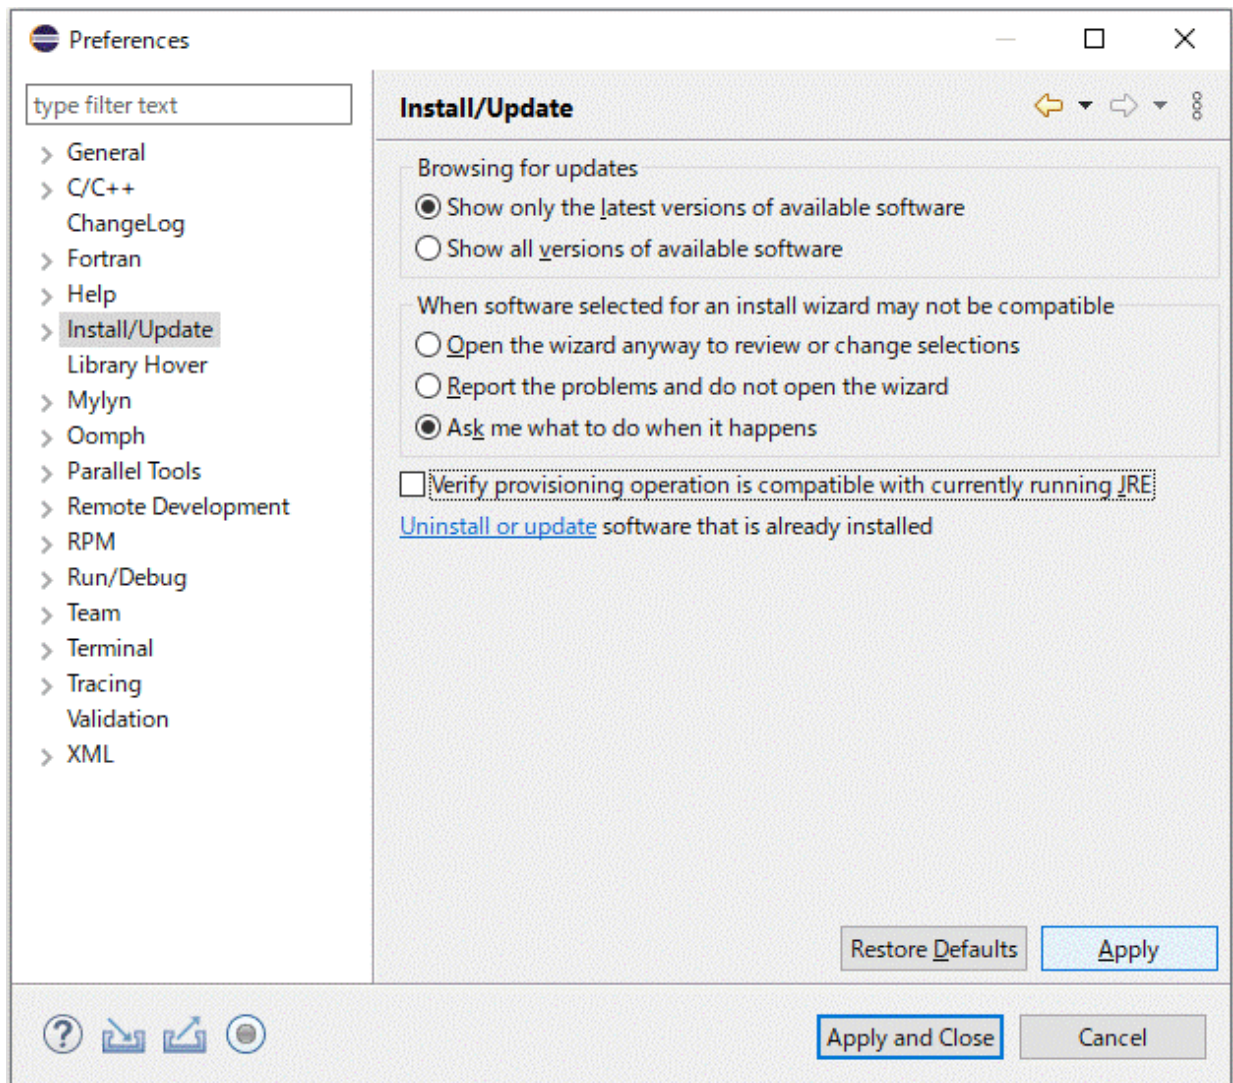 Preferences
type filter text
General
C/C++
ChangeLog
Fortran
Help
Install/Update
Library Hover
Mylyn
Oomph
Parallel Tools
Remote Development
RPM
Run/Debug
Team
Terminal
Tracing
Validation
XML
Install/Update
Browsing for updates
Show only the latest versions of available software
Show all versions of available software
When software selected for an install wizard may not be compatible
Open the wizard anyway to review or change selections
Report the problems and do not open the wizard
Ask me what to do when it happens
Verify provisioning operation is compatible with currently running JRE
Uninstall or update software that is already installed
Restore Defaults
Apply
Apply and Close
Cancel